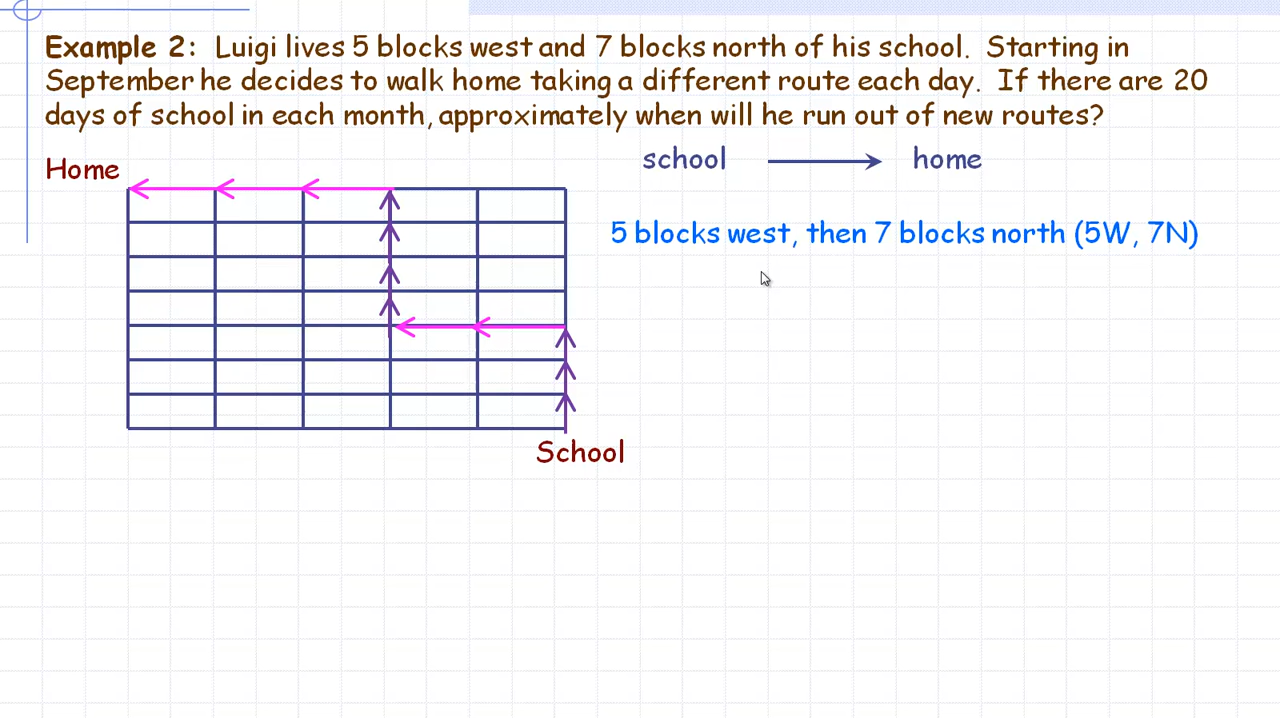 Example 2: Luigi lives 5 blocks west and 7 blocks north of his school. Starting in
September he decides to walk home taking a different route each day. If there are 20
days of school in each month, approximately when will he run out of new routes?
school home
Home
5 blocks west, then 7 blocks north (5W, 7N)
School